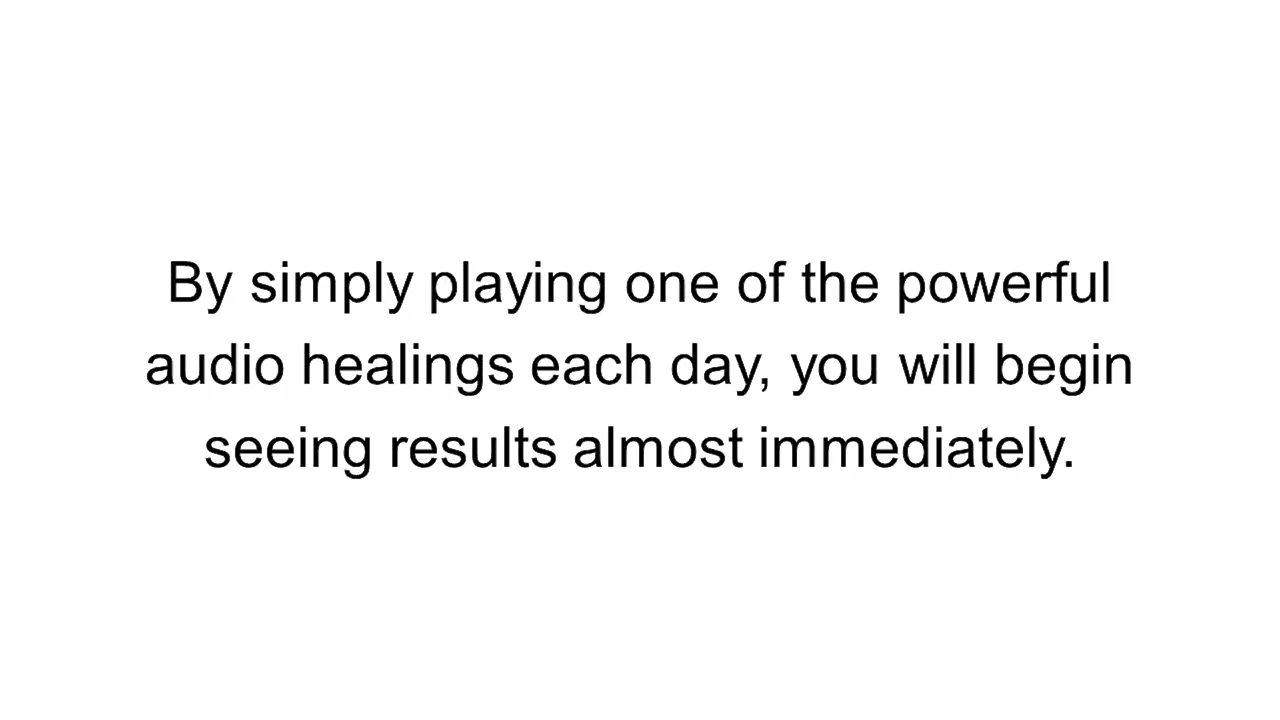 By simply playing one of the powerful
audio healings each day, you will begin
seeing results almost immediately.